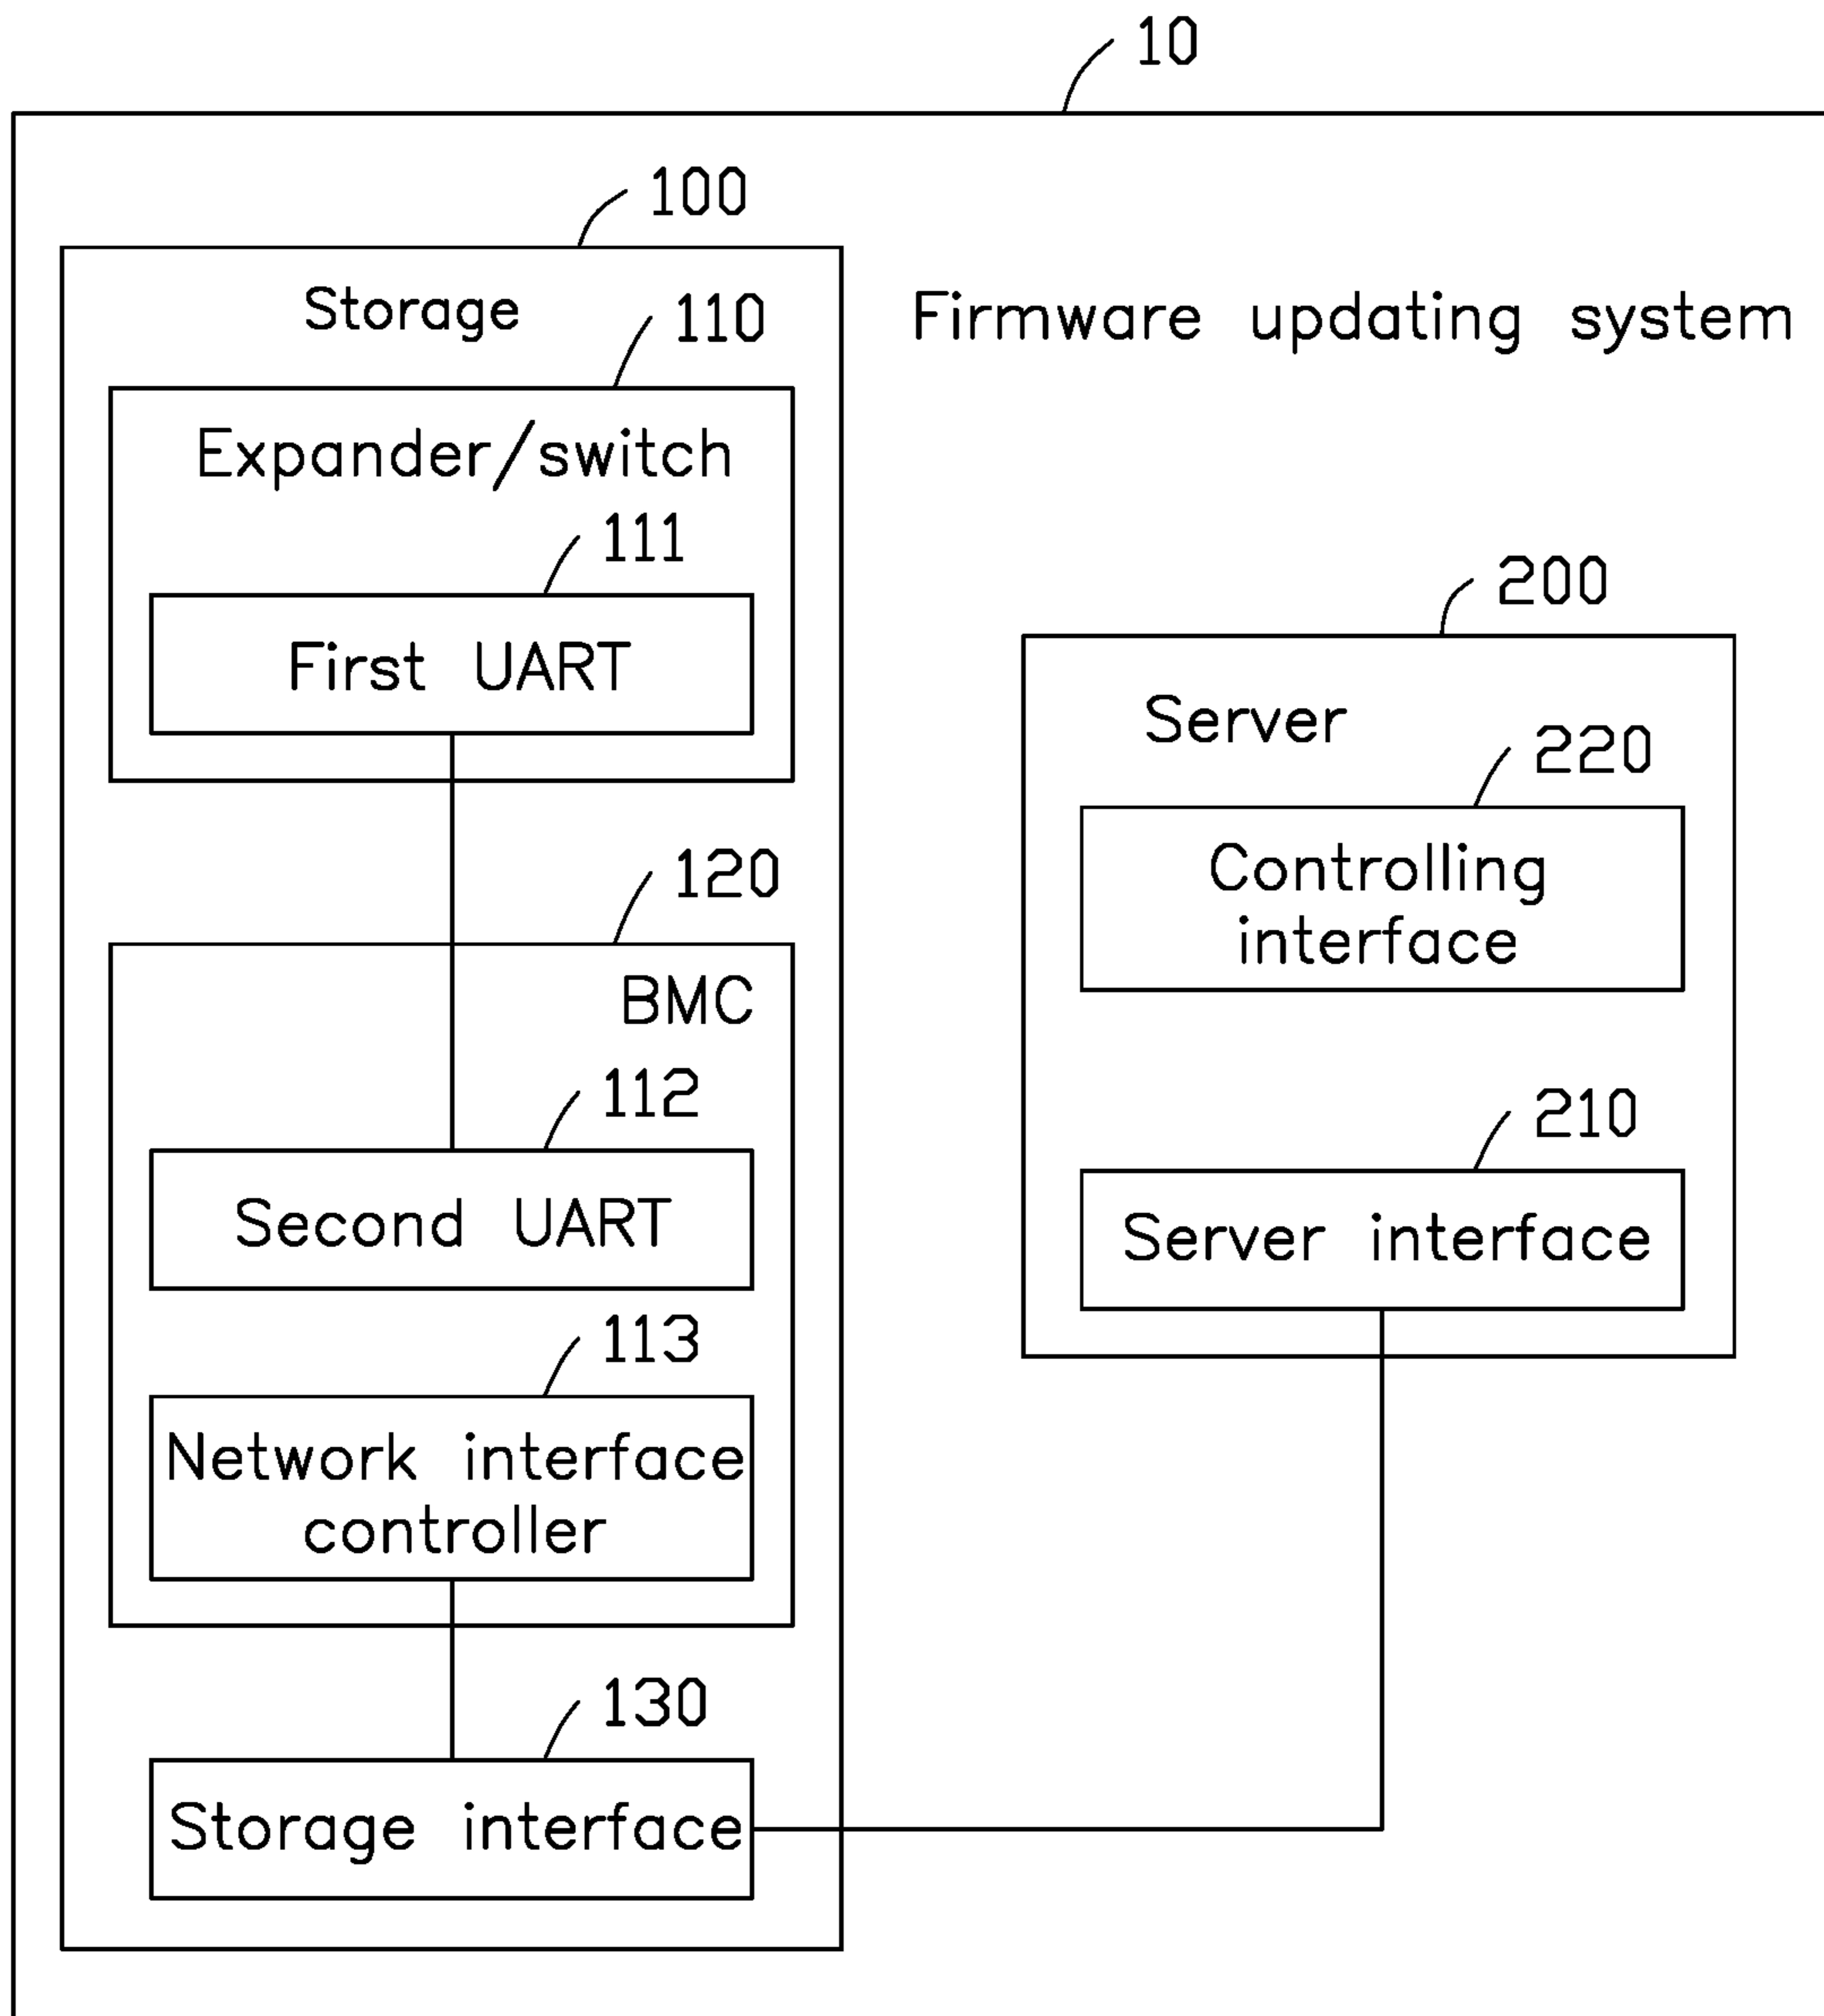 10
100
Storage
110
Firmware updating system
Expander/switch
111
First UART
200
Server
220
Controlling
interface
120
BMC
112
Second UART
210
Server interface
113
Network interface
controller
130
Storage interface